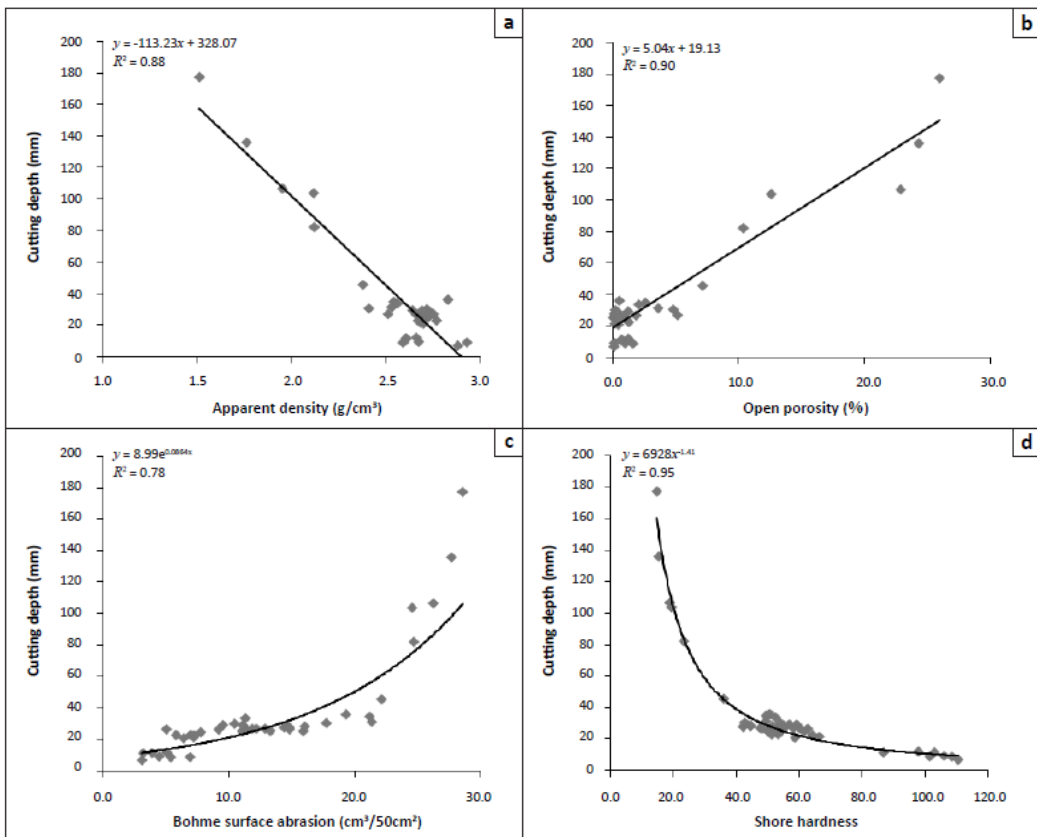 a
y = -113.23x + 328.07
R² = 0.88
200
180
160
140
120
100
80
60
40
20
0
Cutting depth (mm)
1.0 1.5 2.0 2.5 3.0
Apparent density (g/cm³)
b
y = 5.04x + 19.13
R² = 0.90
200
180
160
140
120
100
80
60
40
20
0
Cutting depth (mm)
0.0 10.0 20.0 30.0
Open porosity (%)
c
y = 8.99e^0.0864x
R² = 0.78
200
180
160
140
120
100
80
60
40
20
0
Cutting depth (mm)
0.0 10.0 20.0 30.0
Bohme surface abrasion (cm³/50cm²)
d
y = 6928x^-1.41
R² = 0.95
200
180
160
140
120
100
80
60
40
20
0
Cutting depth (mm)
0.0 20.0 40.0 60.0 80.0 100.0 120.0
Shore hardness